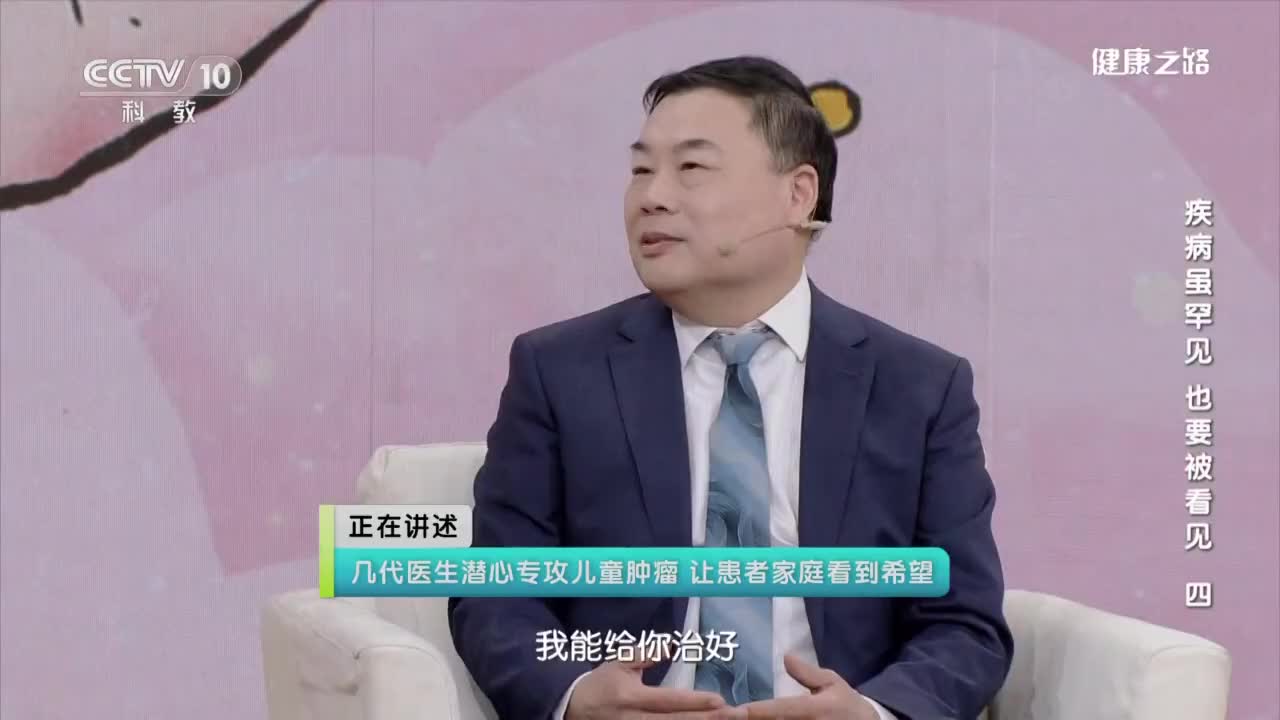 CCTV 10
科教
健康之路
疾病虽罕见 也要被看见 四
正在讲述
几代医生潜心专攻儿童肿瘤 让患者家庭看到希望
我能给你治好